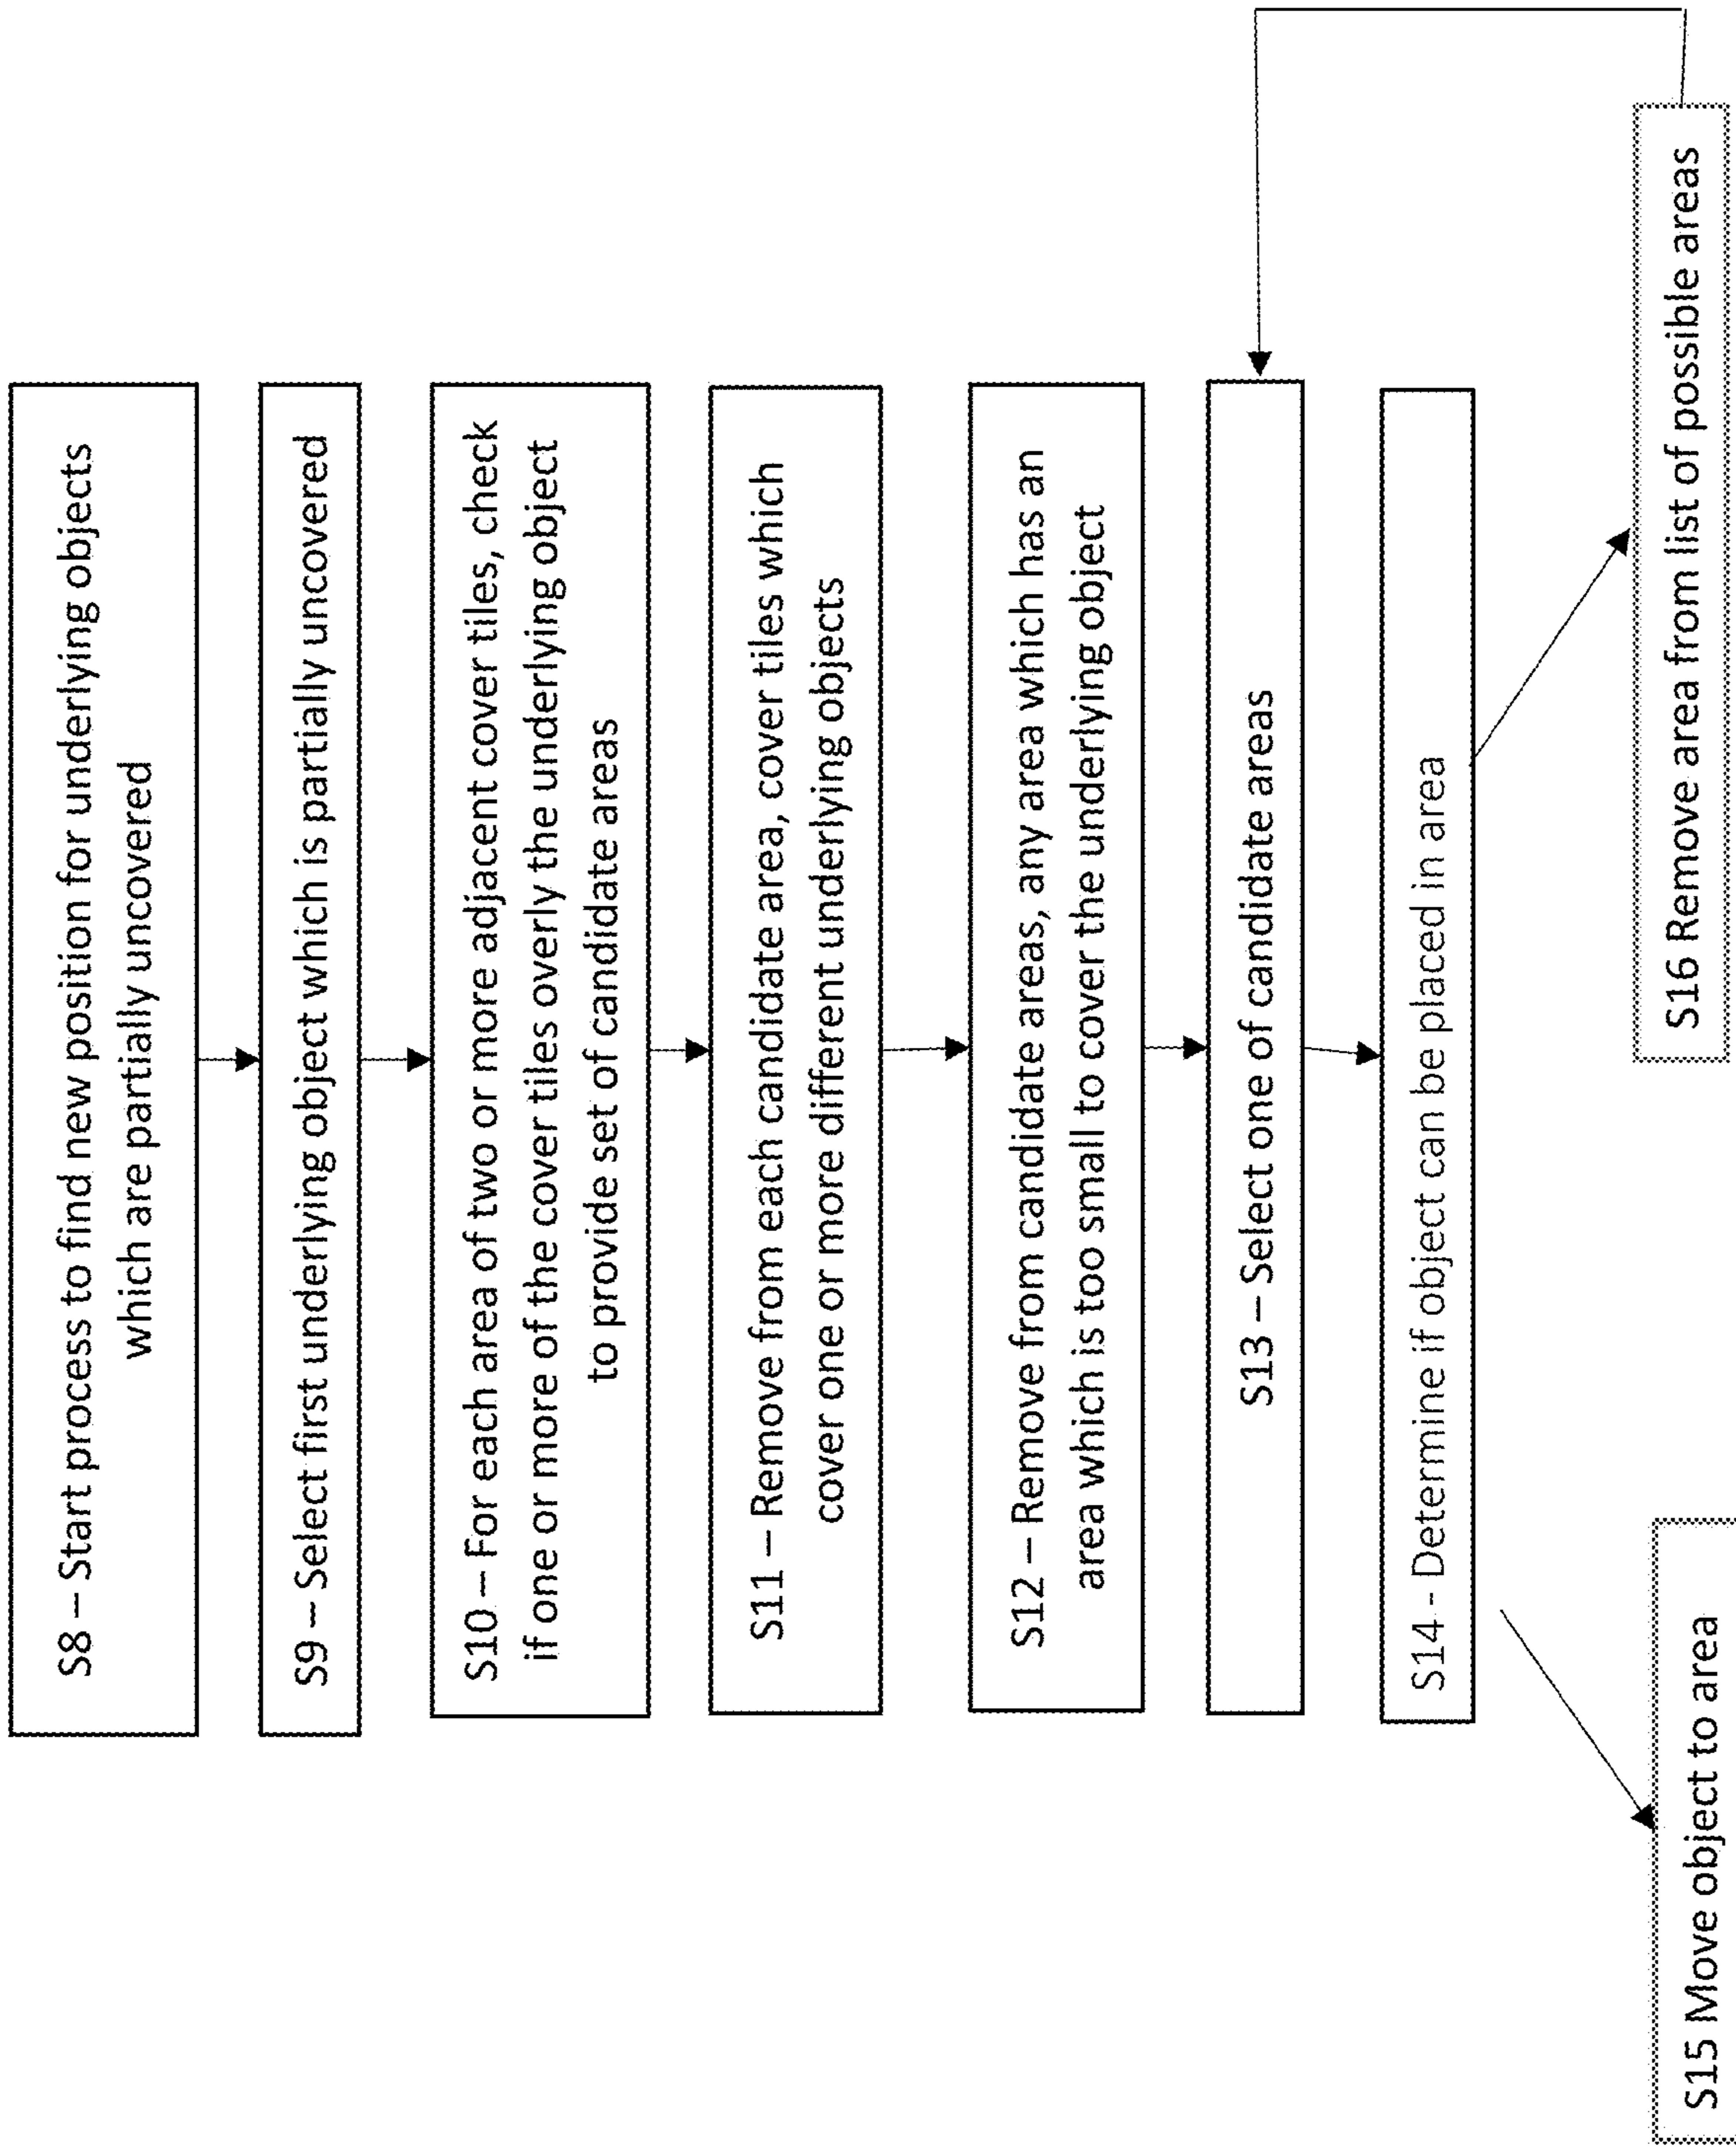 S8 – Start process to find new position for underlying objects
which are partially uncovered
S9 – Select first underlying object which is partially uncovered
S10 – For each area of two or more adjacent cover tiles, check
if one or more of the cover tiles overly the underlying object
to provide set of candidate areas
S11 – Remove from each candidate area, cover tiles which
cover one or more different underlying objects
S12 – Remove from candidate areas, any area which has an
area which is too small to cover the underlying object
S13 – Select one of candidate areas
S14 - Determine if object can be placed in area
S15 Move object to area
S16 Remove area from list of possible areas